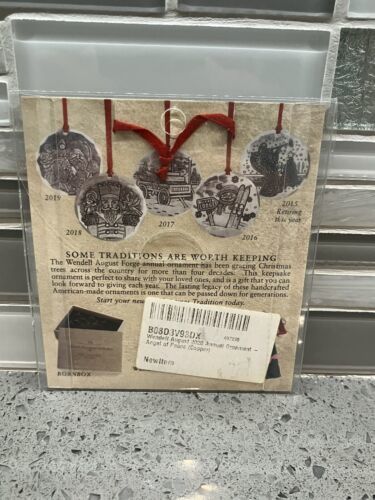 2019
2018
2017
2016
2015
Retiring
this year
SOME TRADITIONS ARE WORTH KEEPING
The Wendell August Forge annual ornament has been gracing Christmas
trees across the country for more than four decades. This keepsake
ornament is perfect to share with your loved ones, and is a gift that you can
look forward to giving each year. The lasting legacy of these handcrafted
American-made ornaments is one that can be passed down for generations.
Start your new Tradition today.
B08D3V98DX
Wendell August 2020 Annual Ornament –
Angel of Peace (Copper)
NewItem
BORNBOX